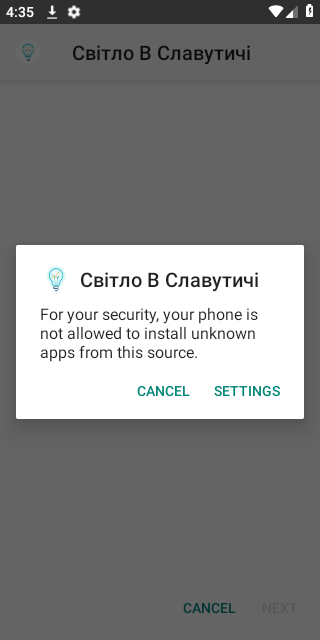 4:35
Світло В Славутичі
Світло В Славутичі
For your security, your phone is
not allowed to install unknown
apps from this source.
CANCEL SETTINGS
CANCEL NEXT